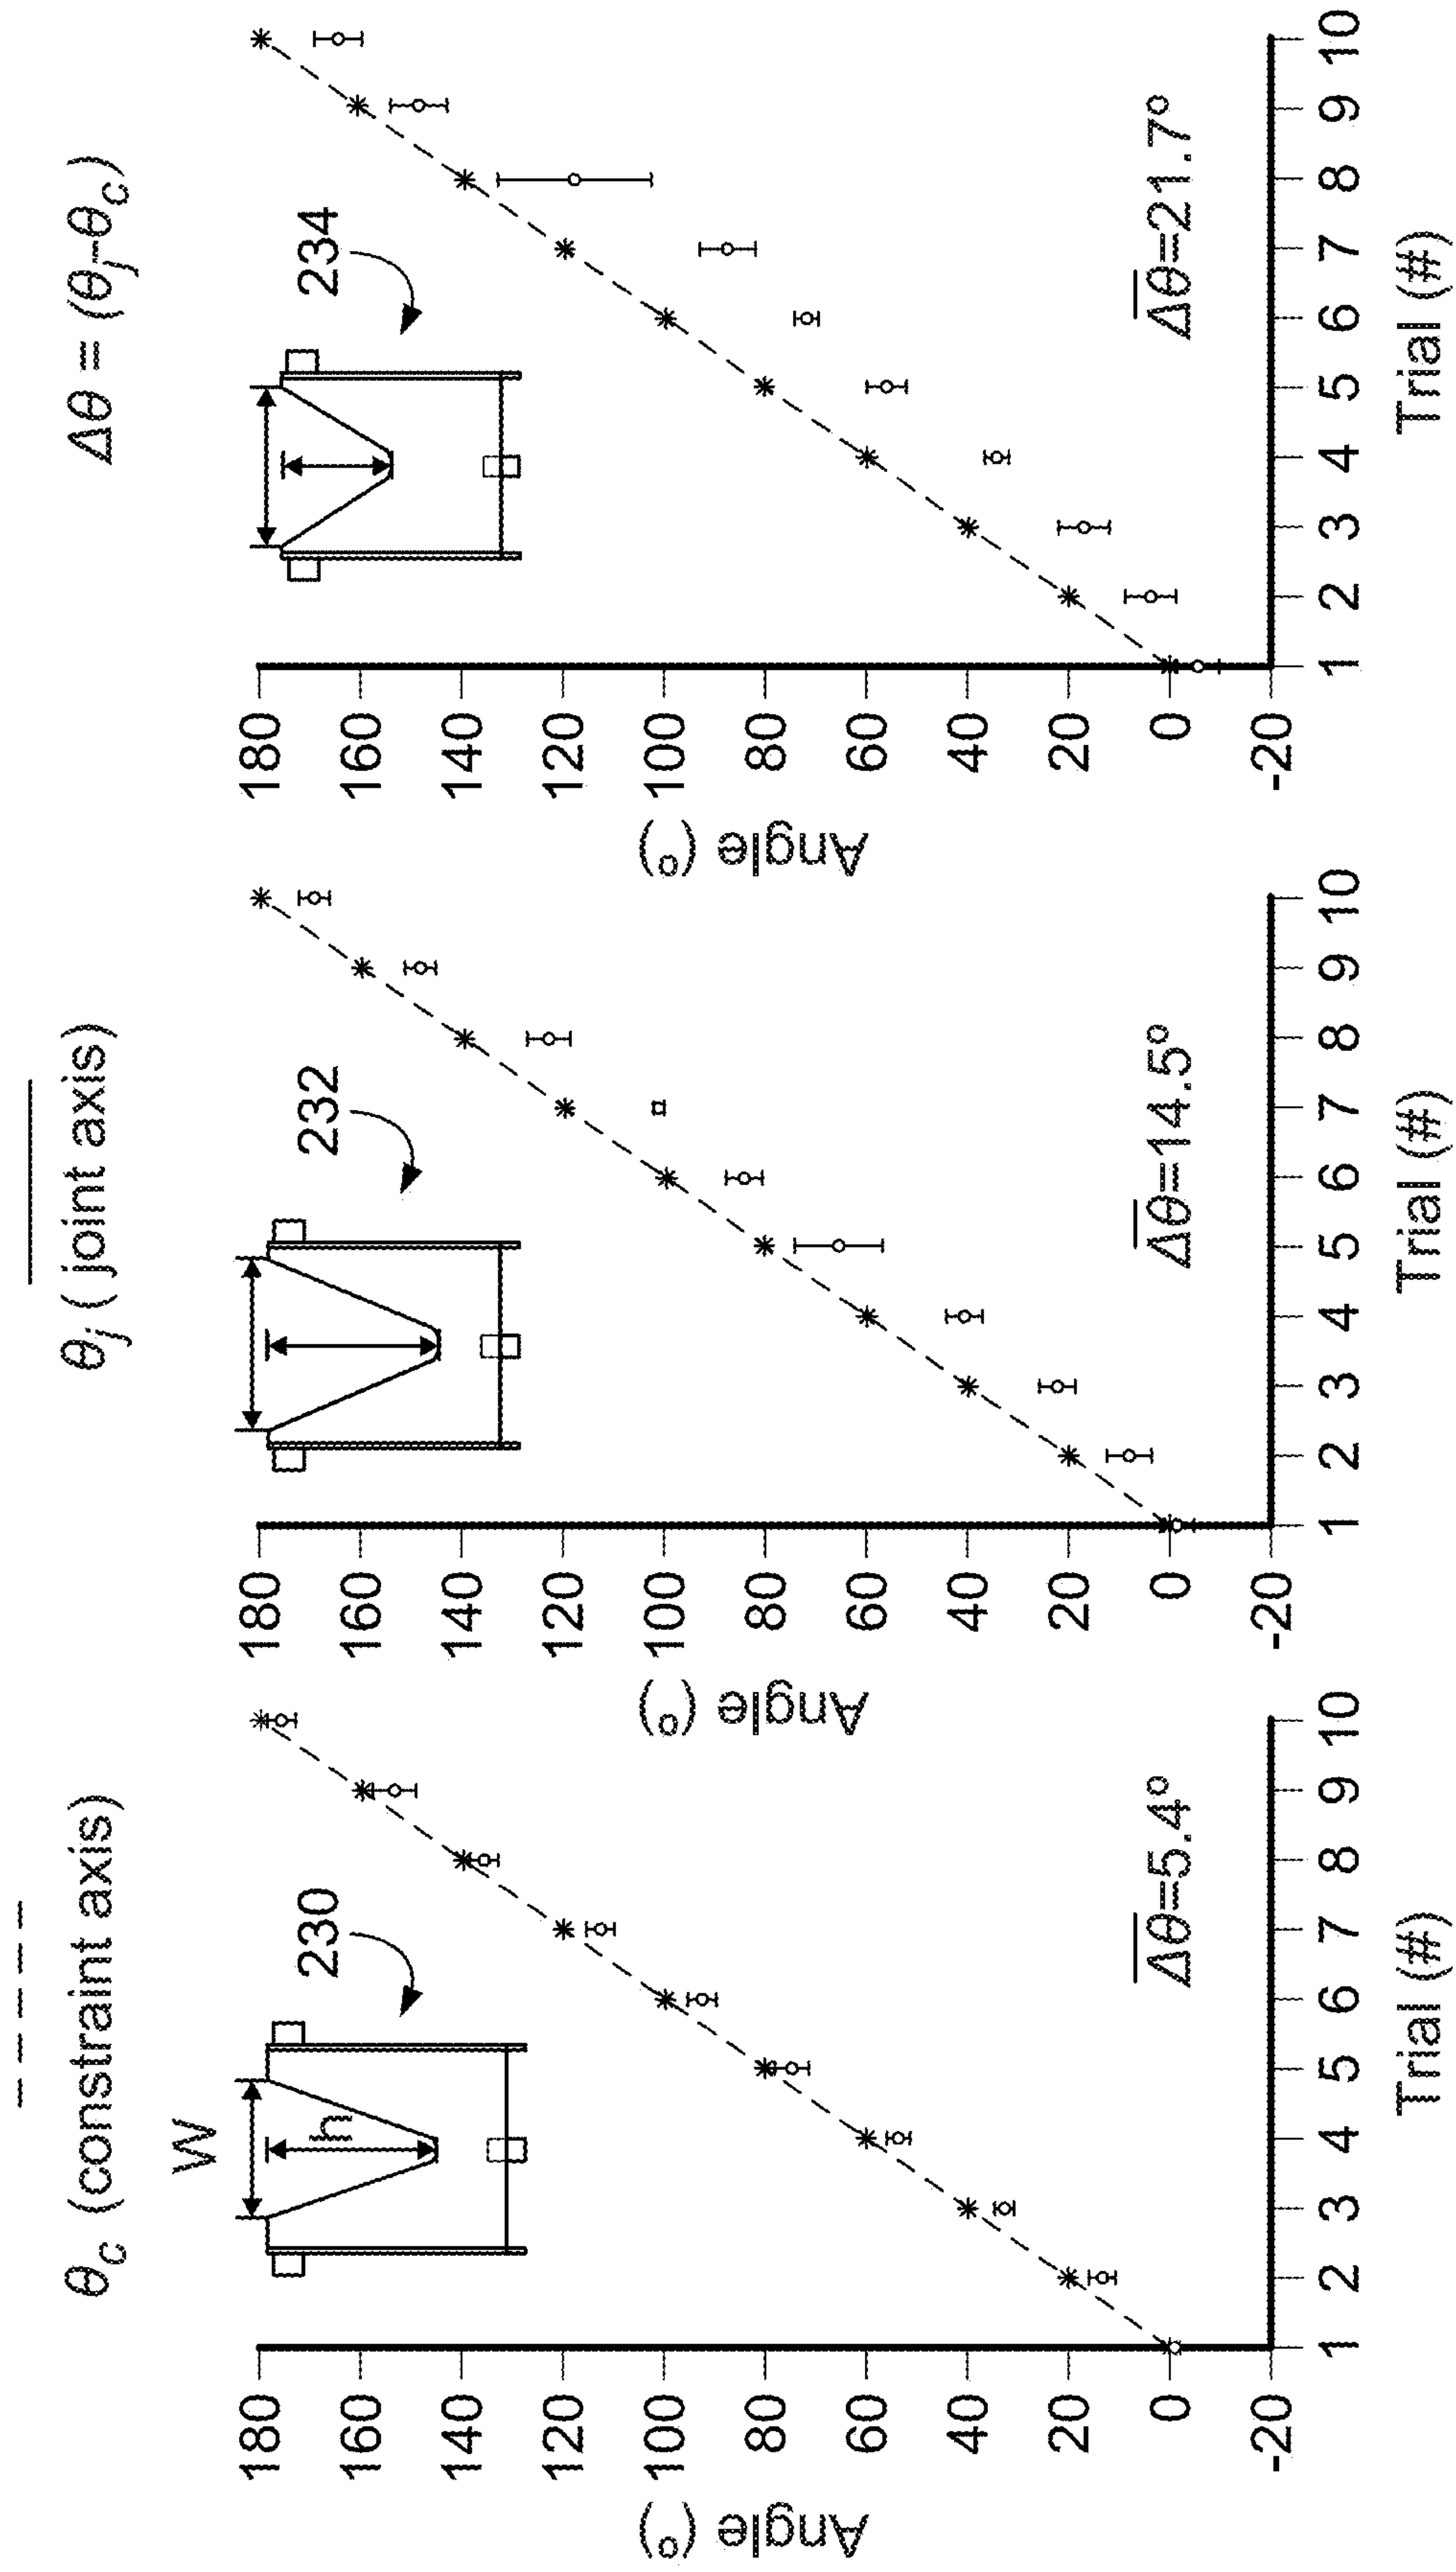 θc (constraint axis)
θj ( joint axis)
Δθ = (θj–θc)
W
h
230
Angle (º)
180
160
140
120
100
80
60
40
20
0
-20
Δθ=5.4º
1 2 3 4 5 6 7 8 9 10
Trial (#)
232
Angle (º)
180
160
140
120
100
80
60
40
20
0
-20
Δθ=14.5º
1 2 3 4 5 6 7 8 9 10
Trial (#)
234
Angle (º)
180
160
140
120
100
80
60
40
20
0
-20
Δθ=21.7º
1 2 3 4 5 6 7 8 9 10
Trial (#)